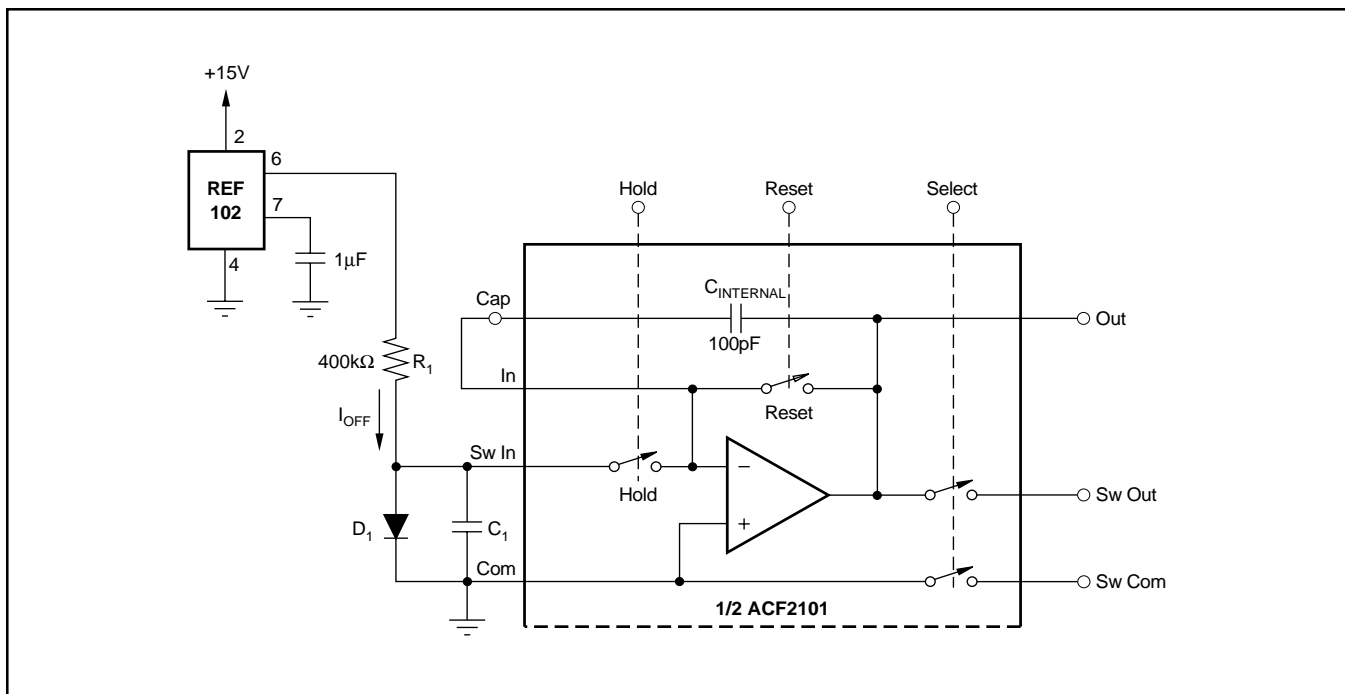 +15V
2
6
REF
102
7
4
1µF
400kΩ
R1
IOFF
D1
C1
Hold
Reset
Select
Cap
CINTERNAL
100pF
Out
In
Reset
Sw In
Hold
−
+
Sw Out
Com
Sw Com
1/2 ACF2101